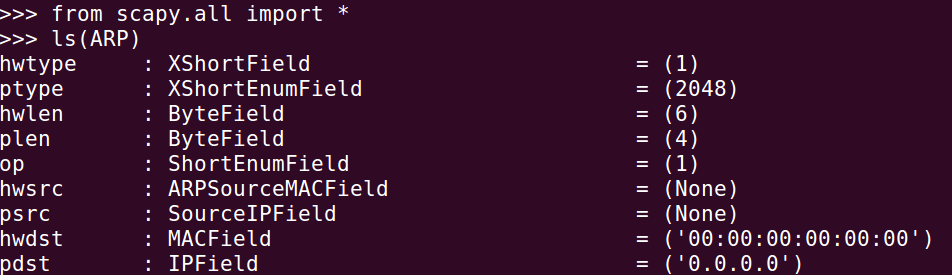 >>> from scapy.all import *
>>> ls(ARP)
hwtype     : XShortField                         = (1)
ptype      : XShortEnumField                     = (2048)
hwlen      : ByteField                           = (6)
plen       : ByteField                           = (4)
op         : ShortEnumField                      = (1)
hwsrc      : ARPSourceMACField                   = (None)
psrc       : SourceIPField                       = (None)
hwdst      : MACField                            = ('00:00:00:00:00:00')
pdst       : IPField                             = ('0.0.0.0')